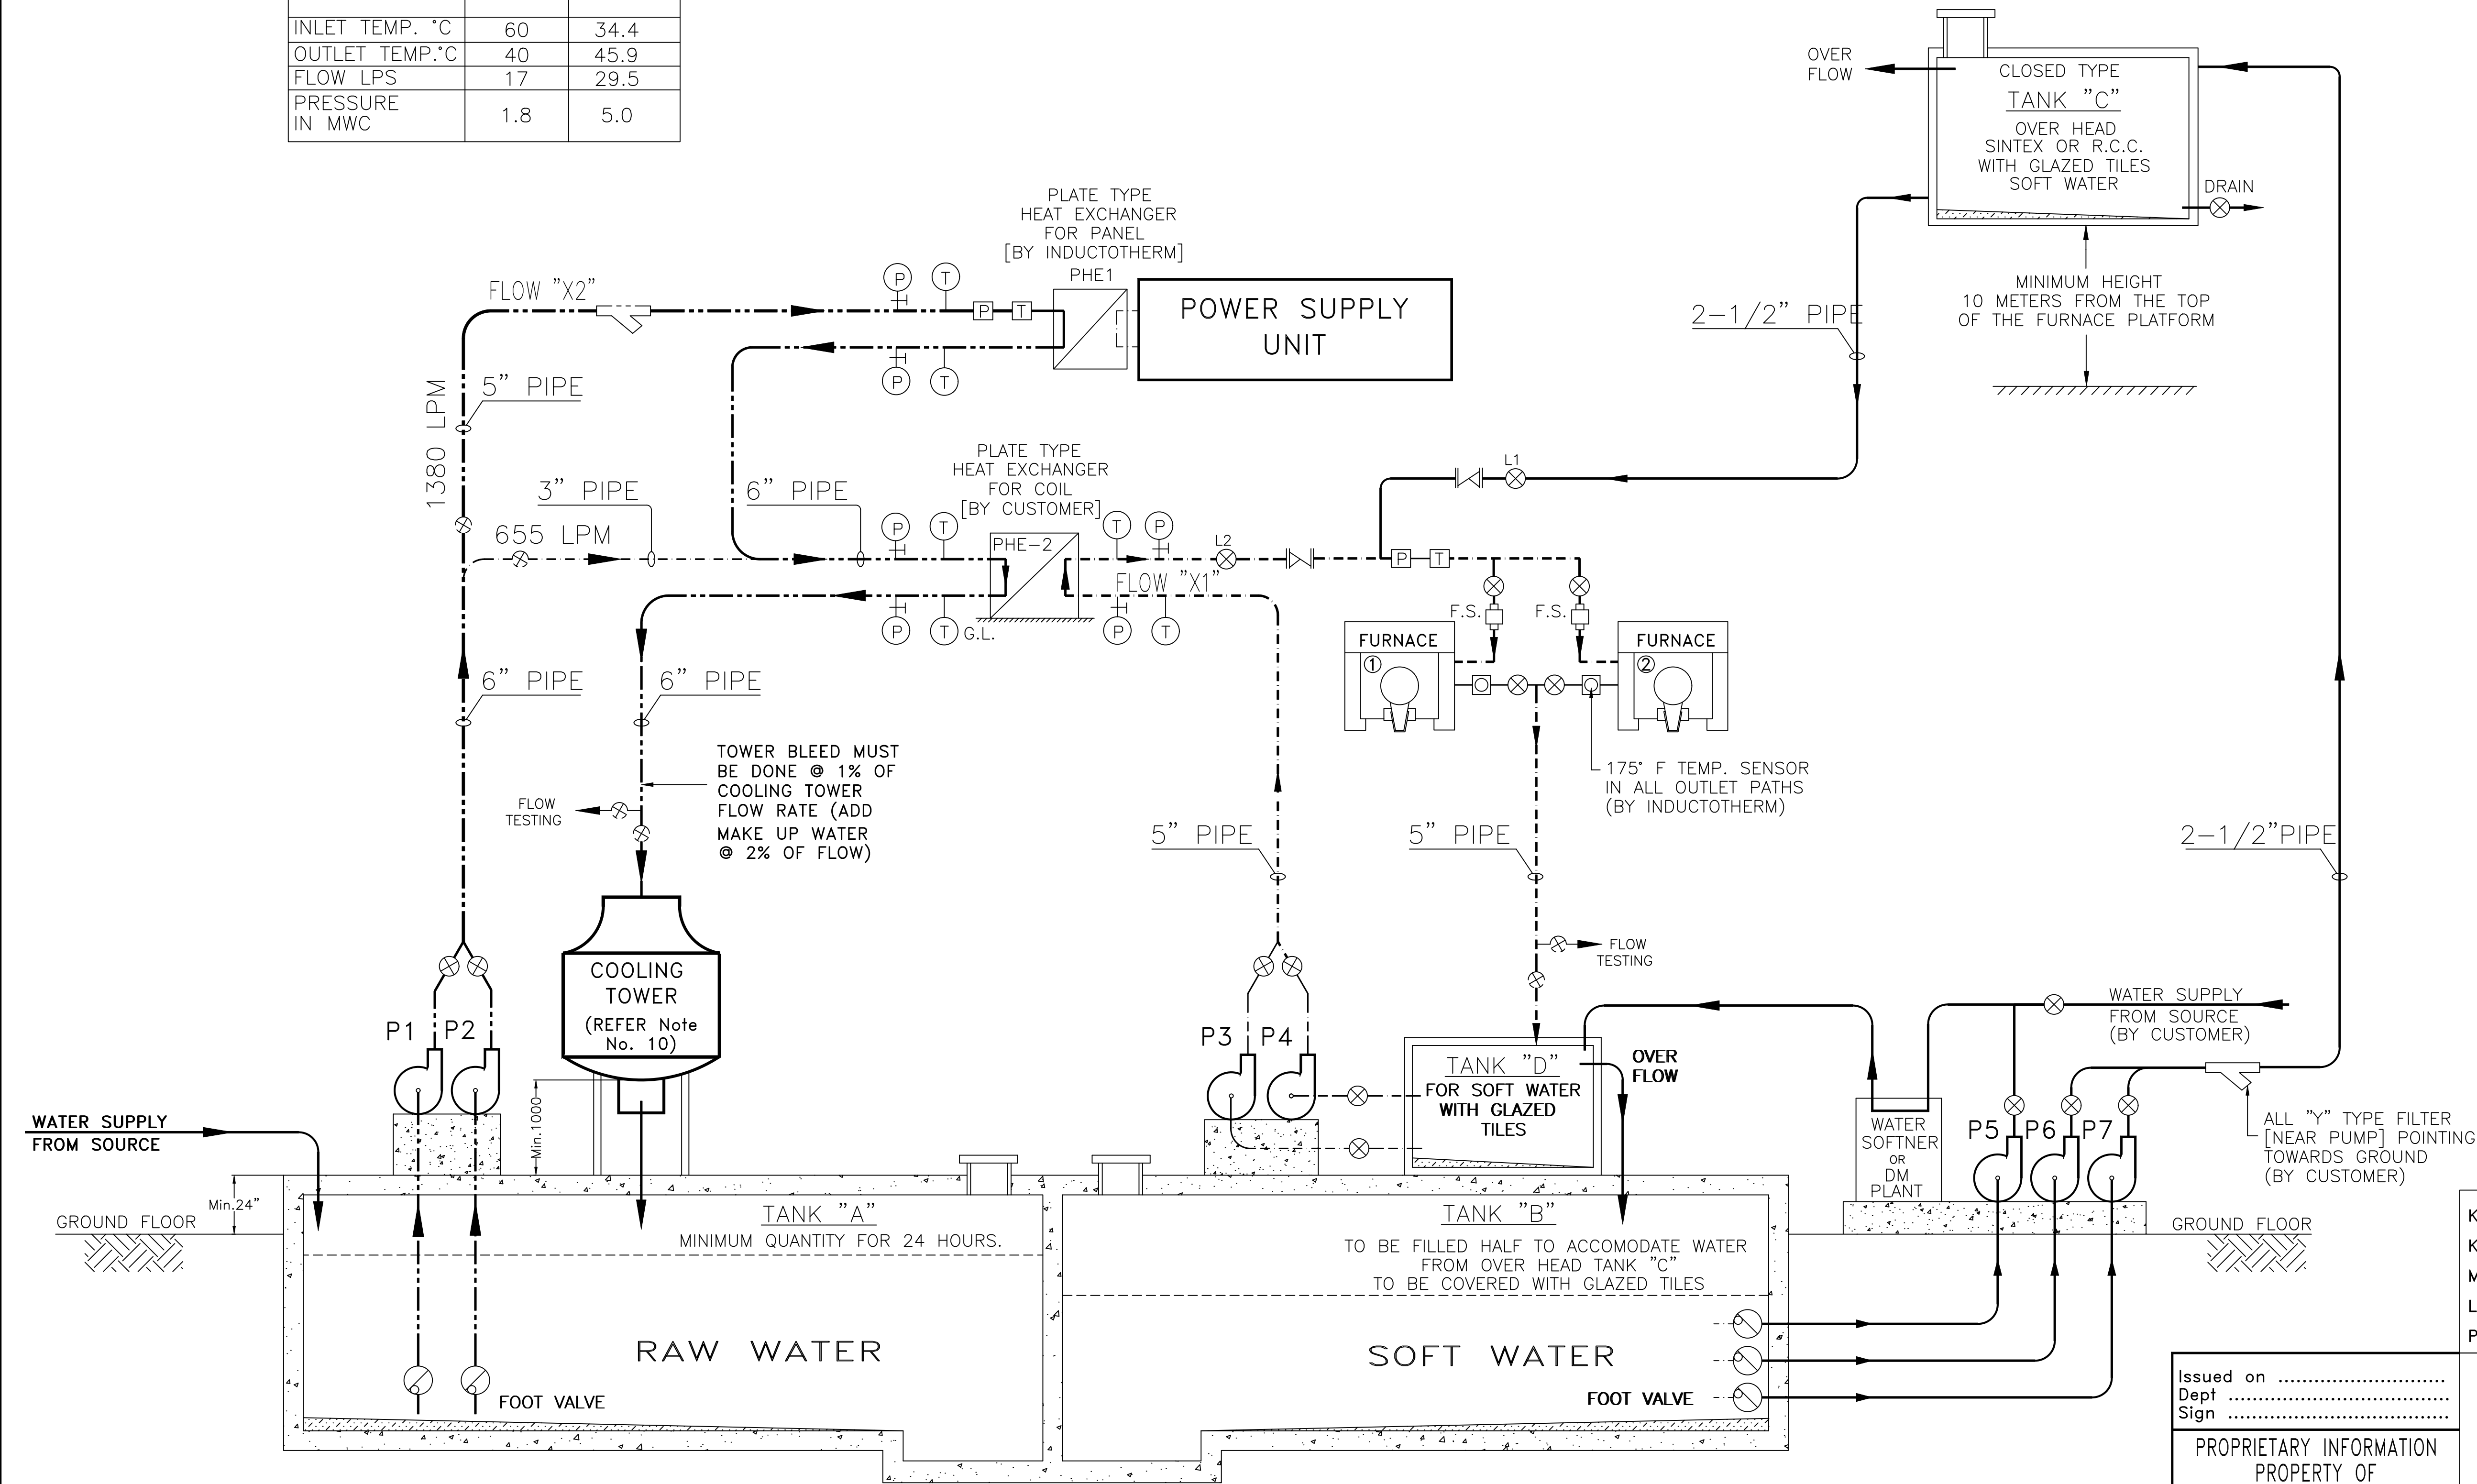 INLET TEMP. °C 60 34.4
OUTLET TEMP.°C 40 45.9
FLOW LPS 17 29.5
PRESSURE
IN MWC 1.8 5.0
OVER
FLOW
CLOSED TYPE
TANK "C"
OVER HEAD
SINTEX OR R.C.C.
WITH GLAZED TILES
SOFT WATER
DRAIN
MINIMUM HEIGHT
10 METERS FROM THE TOP
OF THE FURNACE PLATFORM
2-1/2" PIPE
PLATE TYPE
HEAT EXCHANGER
FOR PANEL
[BY INDUCTOTHERM]
PHE1
POWER SUPPLY
UNIT
FLOW "X2"
P
T
P
T
P
T
5" PIPE
1380 LPM
3" PIPE
6" PIPE
655 LPM
PLATE TYPE
HEAT EXCHANGER
FOR COIL
[BY CUSTOMER]
PHE-2
P
T
T
P
L2
L1
P
T
FLOW "X1"
P
T
G.L.
P
T
F.S.
F.S.
FURNACE
1
FURNACE
2
6" PIPE
6" PIPE
TOWER BLEED MUST
BE DONE @ 1% OF
COOLING TOWER
FLOW RATE (ADD
MAKE UP WATER
@ 2% OF FLOW)
FLOW
TESTING
175° F TEMP. SENSOR
IN ALL OUTLET PATHS
(BY INDUCTOTHERM)
5" PIPE
5" PIPE
2-1/2"PIPE
FLOW
TESTING
COOLING
TOWER
(REFER Note
No. 10)
P1
P2
P3
P4
Min.1000
TANK "D"
FOR SOFT WATER
WITH GLAZED
TILES
OVER
FLOW
WATER SUPPLY
FROM SOURCE
(BY CUSTOMER)
WATER
SOFTNER
OR
DM
PLANT
P5
P6
P7
ALL "Y" TYPE FILTER
[NEAR PUMP] POINTING
TOWARDS GROUND
(BY CUSTOMER)
WATER SUPPLY
FROM SOURCE
Min.24"
GROUND FLOOR
TANK "A"
MINIMUM QUANTITY FOR 24 HOURS.
RAW WATER
FOOT VALVE
TANK "B"
TO BE FILLED HALF TO ACCOMODATE WATER
FROM OVER HEAD TANK "C"
TO BE COVERED WITH GLAZED TILES
SOFT WATER
FOOT VALVE
GROUND FLOOR
K
K
M
L
P
Issued on ............................
Dept .....................................
Sign .....................................
PROPRIETARY INFORMATION
PROPERTY OF